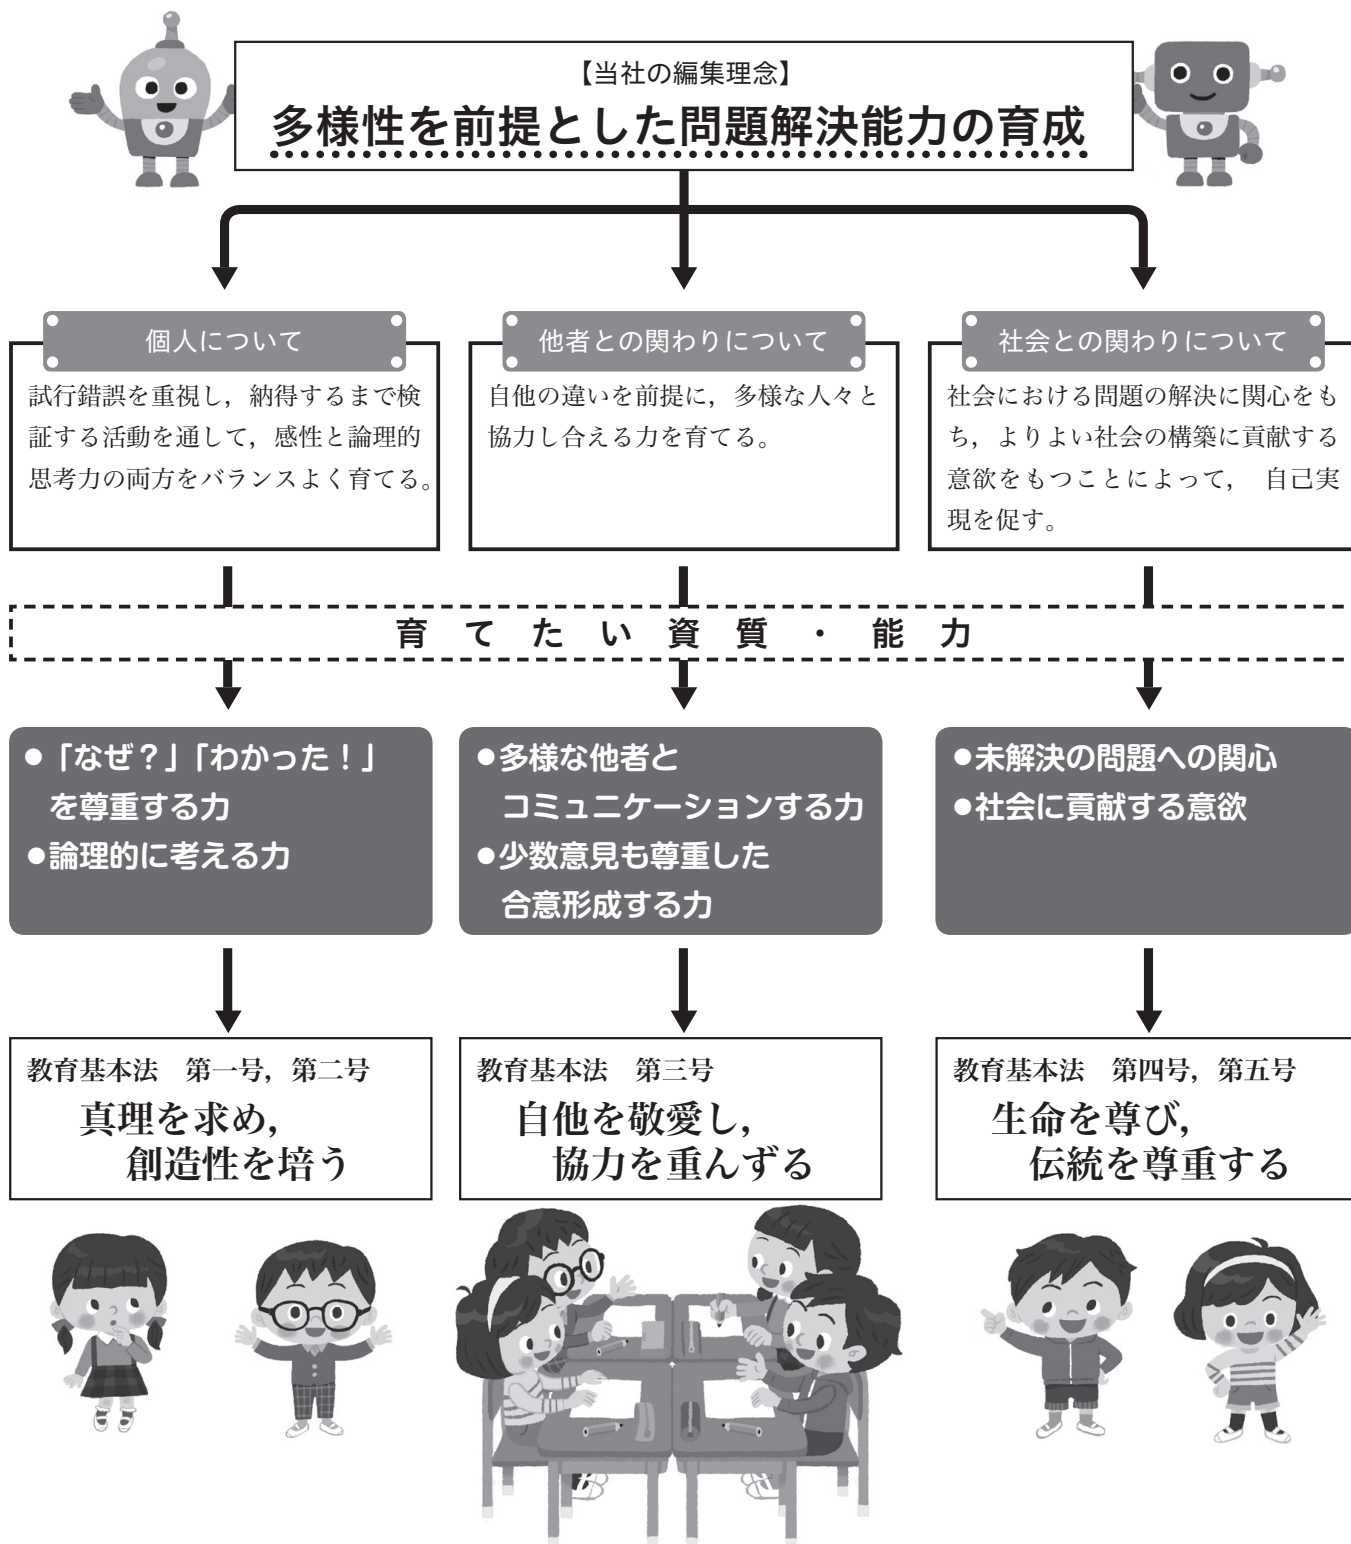 【当社の編集理念】
多様性を前提とした問題解決能力の育成
個人について
試行錯誤を重視し，納得するまで検
証する活動を通して，感性と論理的
思考力の両方をバランスよく育てる。
他者との関わりについて
自他の違いを前提に，多様な人々と
協力し合える力を育てる。
社会との関わりについて
社会における問題の解決に関心をも
ち，よりよい社会の構築に貢献する
意欲をもつことによって，　自己実
現を促す。
育てたい資質・能力
●「なぜ？」「わかった！」
を尊重する力
●論理的に考える力
●多様な他者と
コミュニケーションする力
●少数意見も尊重した
合意形成する力
●未解決の問題への関心
●社会に貢献する意欲
教育基本法　第一号，第二号
真理を求め，
創造性を培う
教育基本法　第三号
自他を敬愛し，
協力を重んずる
教育基本法　第四号，第五号
生命を尊び，
伝統を尊重する